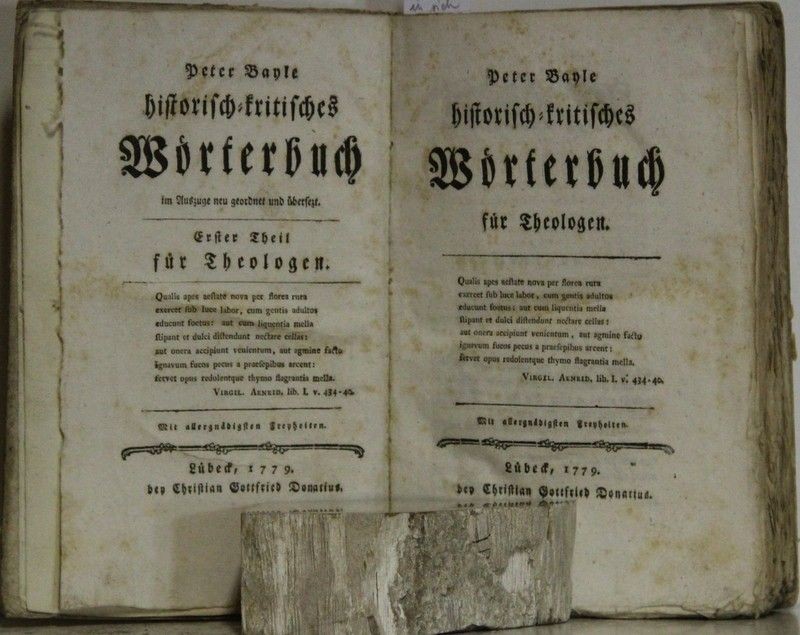 in sich
Peter Bayle
historisch-kritisches
Wörterbuch
im Auszuge neu geordnet und übersezt.
Erster Theil
für Theologen.
Qualis apes aeſtate nova per florea rura
exercet ſub luce labor, cum gentis adultos
educunt foetus: aut cum liquentia mella
ſtipant et dulci diſtendunt nectare cellas:
aut onera accipiunt venientum, aut agmine facto
ignavum fucos pecus a praeſepibus arcent:
fervet opus redolentque thymo flagrantia mella.
VIRGIL. AENEID. lib. I. v. 434-40.
Mit allergnädigſten Freyheiten.
Lübeck, 1779.
bey Chriſtian Gottfried Donatius.
Peter Bayle
hiſtoriſch-kritiſches
Wörterbuch
für Theologen.
Qualis apes aeſtate nova per florea rura
exercet ſub luce labor, cum gentis adultos
educunt foetus: aut cum liquentia mella
ſtipant et dulci diſtendunt nectare cellas:
aut onera accipiunt venientum, aut agmine facto
ignavum fucos pecus a praeſepibus arcent:
fervet opus redolentque thymo flagrantia mella.
VIRGIL. AENEID. lib. I. v. 434-40.
Mit allergnädigſten Freyheiten.
Lübeck, 1779.
bey Chriſtian Gottfried Donatius.